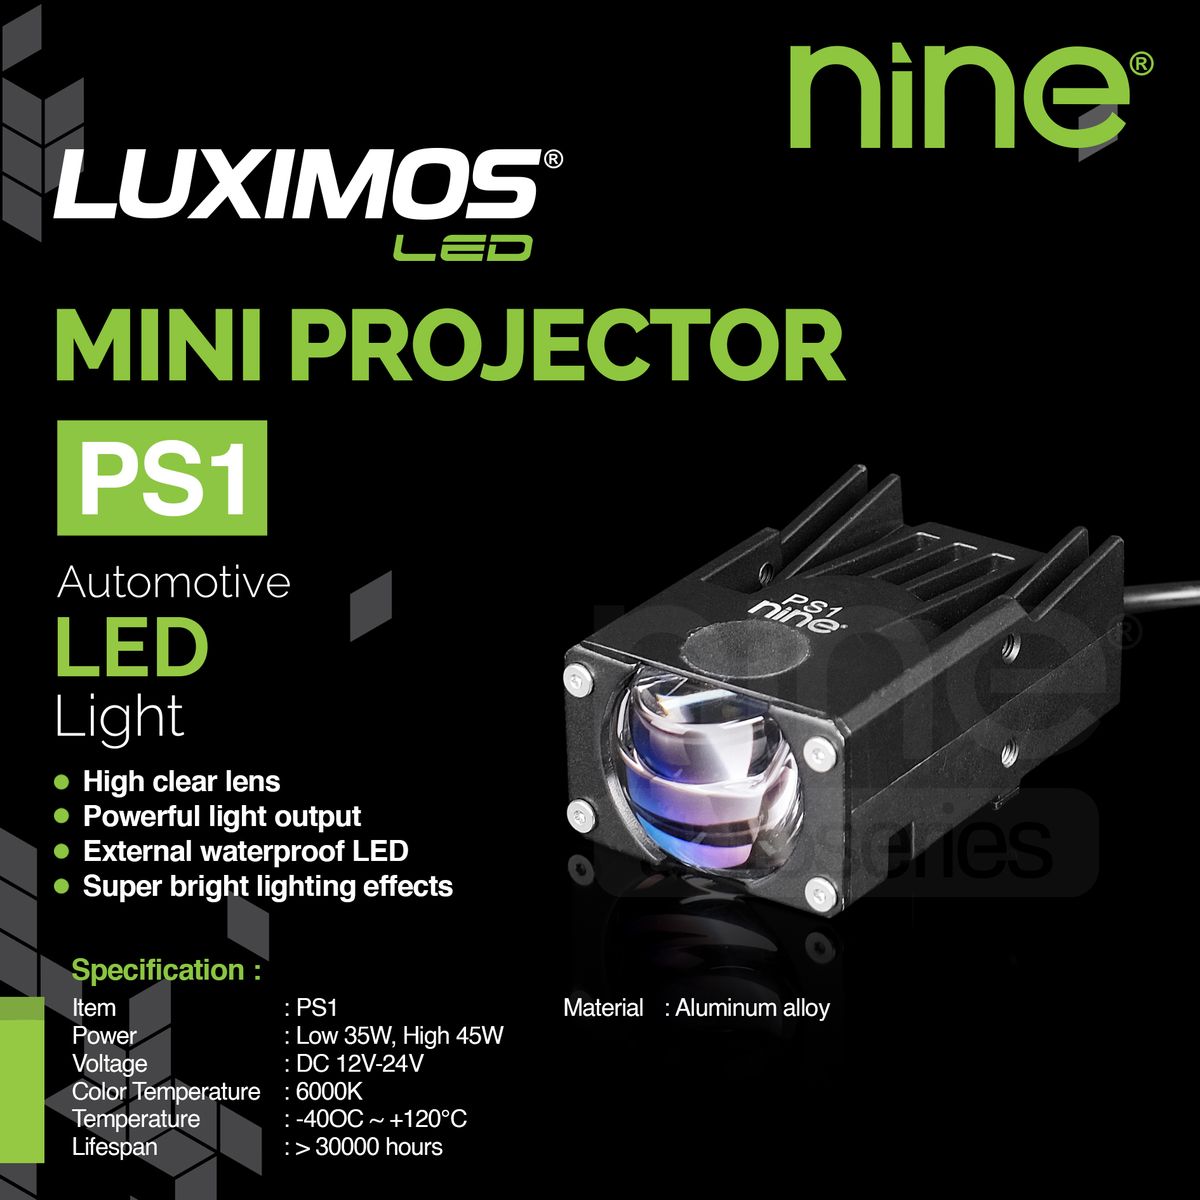 nine®
LUXIMOS®
LED
MINI PROJECTOR
PS1
Automotive
LED
Light
High clear lens
Powerful light output
External waterproof LED
Super bright lighting effects
PS1
nine®
nine®
series
Specification :
Item : PS1
Power : Low 35W, High 45W
Voltage : DC 12V-24V
Color Temperature : 6000K
Temperature : -40OC ~ +120°C
Lifespan : > 30000 hours
Material : Aluminum alloy